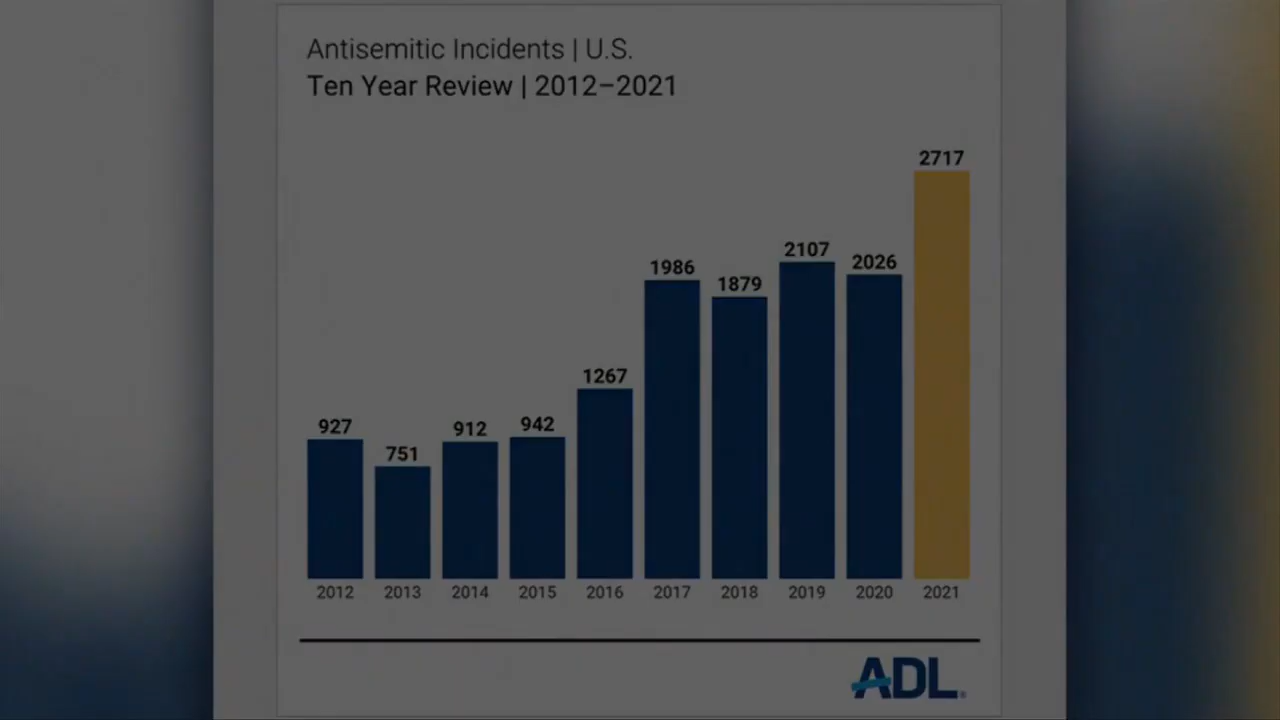 Antisemitic Incidents | U.S.
Ten Year Review | 2012–2021
2717
2107
2026
1986
1879
1267
942
927
912
751
2012 2013 2014 2015 2016 2017 2018 2019 2020 2021
ADL